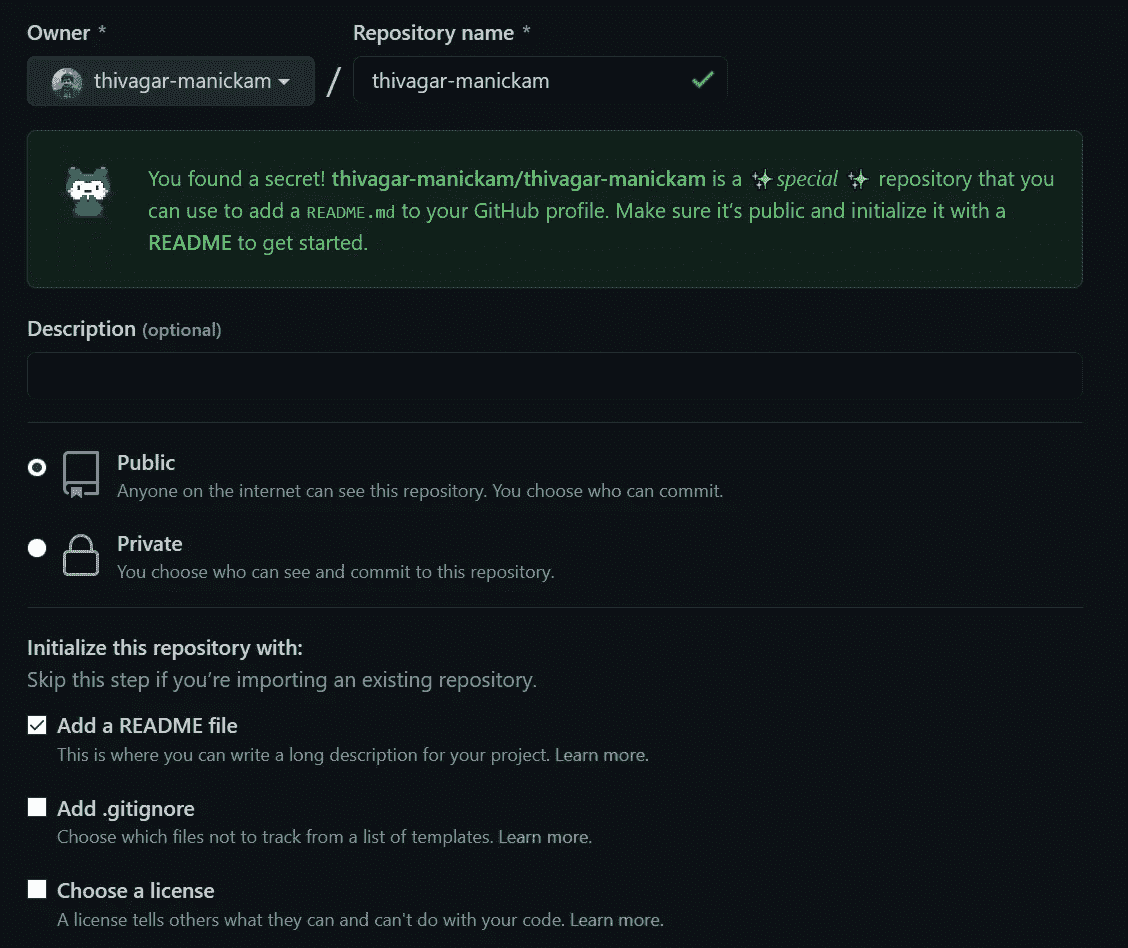 Owner * Repository name *
thivagar-manickam / thivagar-manickam
You found a secret! thivagar-manickam/thivagar-manickam is a ✨special ✨ repository that you
can use to add a README.md to your GitHub profile. Make sure it’s public and initialize it with a
README to get started.
Description (optional)
Public
Anyone on the internet can see this repository. You choose who can commit.
Private
You choose who can see and commit to this repository.
Initialize this repository with:
Skip this step if you’re importing an existing repository.
Add a README file
This is where you can write a long description for your project. Learn more.
Add .gitignore
Choose which files not to track from a list of templates. Learn more.
Choose a license
A license tells others what they can and can't do with your code. Learn more.